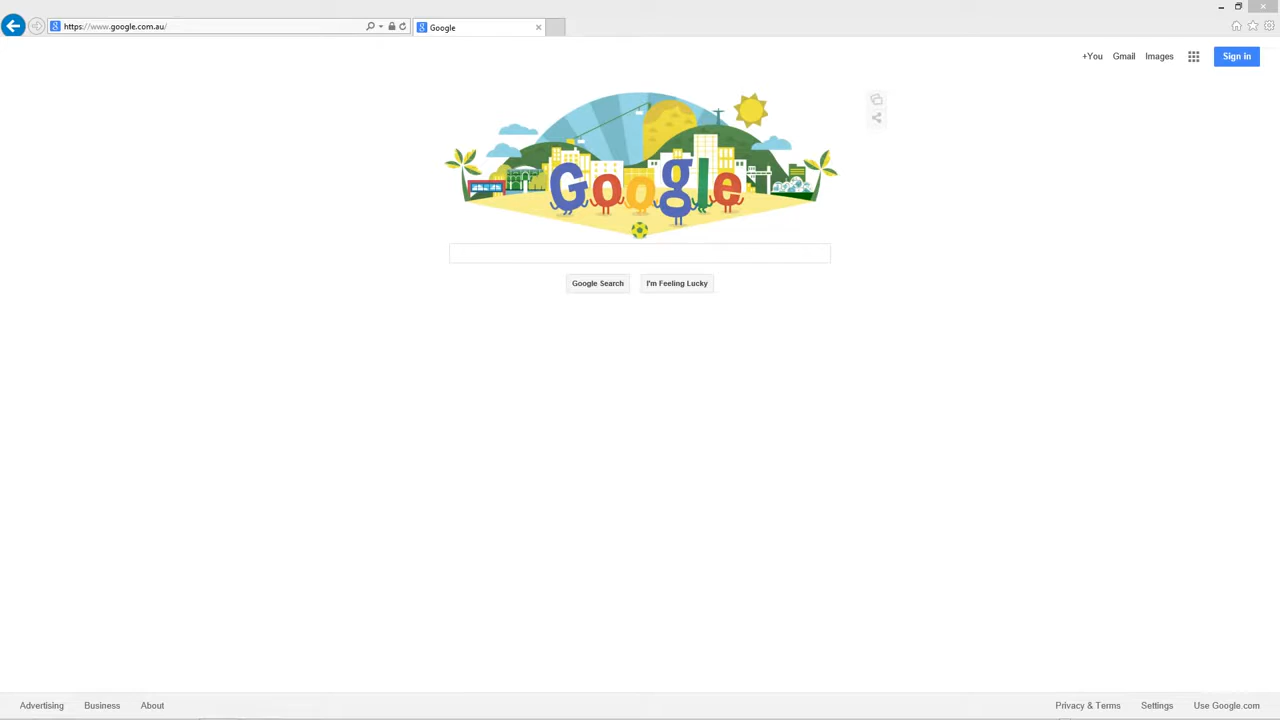 https://www.google.com.au/
Google
+You Gmail Images Sign in
Google
Google Search I'm Feeling Lucky
Advertising Business About Privacy & Terms Settings Use Google.com